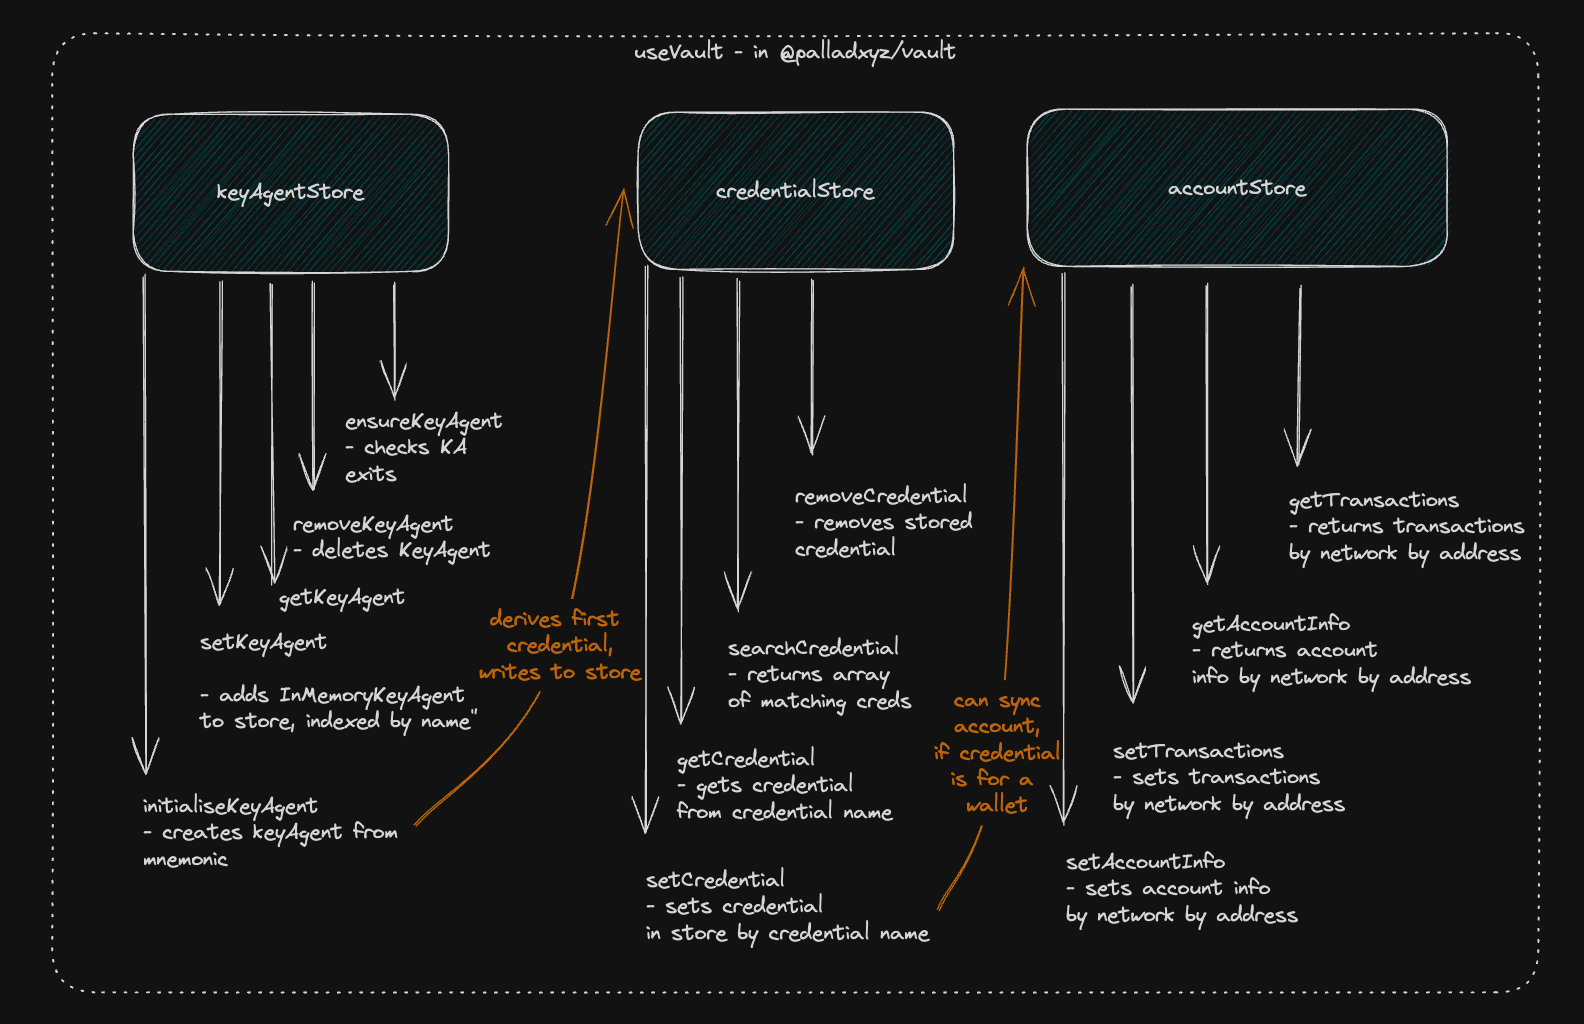 useVault - in @palladxyz/vault
keyAgentStore
credentialStore
accountStore
ensureKeyAgent
- checks KA
exits
removeKeyAgent
- deletes KeyAgent
getKeyAgent
setKeyAgent
- adds InMemoryKeyAgent
to store, indexed by name"
initialiseKeyAgent
- creates keyAgent from
mnemonic
derives first
credential,
writes to store
removeCredential
- removes stored
credential
searchCredential
- returns array
of matching creds
getCredential
- gets credential
from credential name
setCredential
- sets credential
in store by credential name
can sync
account,
if credential
is for a
wallet
getTransactions
- returns transactions
by network by address
getAccountInfo
- returns account
info by network by address
setTransactions
- sets transactions
by network by address
setAccountInfo
- sets account info
by network by address